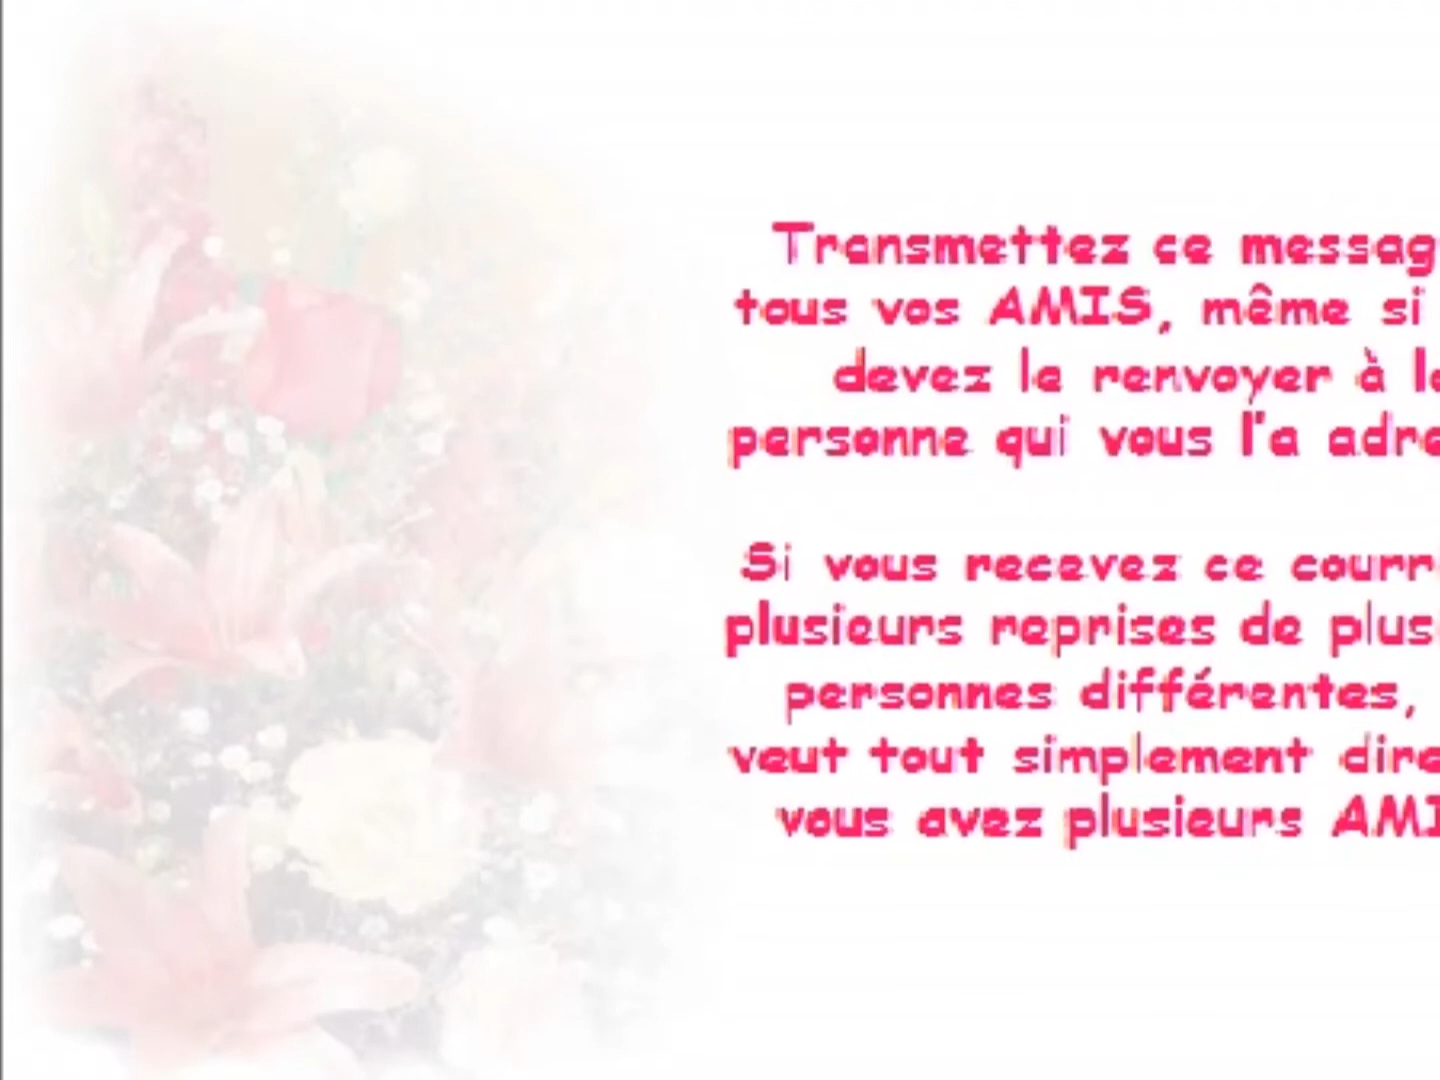 Transmettez ce messag
tous vos AMIS, même si
devez le renvoyer à l
personne qui vous l'a adr
Si vous recevez ce courr
plusieurs reprises de plus
personnes différentes,
veut tout simplement dire
vous avez plusieurs AMI